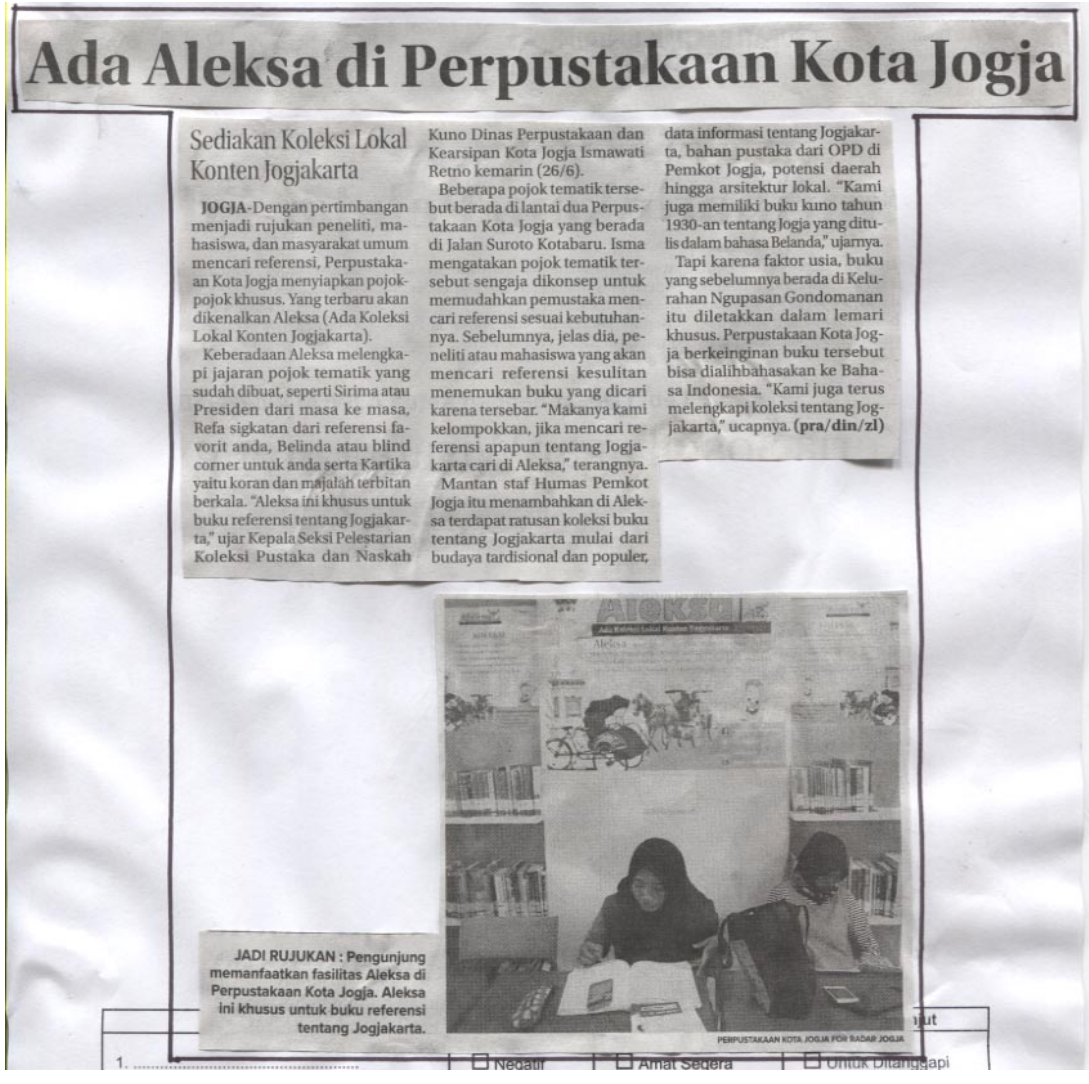 Ada Aleksa di Perpustakaan Kota Jogja
Sediakan Koleksi Lokal
Konten Jogjakarta
JOGJA-Dengan pertimbangan
menjadi rujukan peneliti, ma-
hasiswa, dan masyarakat umum
mencari referensi, Perpustaka-
an Kota Jogja menyiapkan pojok-
pojok khusus. Yang terbaru akan
dikenalkan Aleksa (Ada Koleksi
Lokal Konten Jogjakarta).
Keberadaan Aleksa melengka-
pi jajaran pojok tematik yang
sudah dibuat, seperti Sirima atau
Presiden dari masa ke masa,
Refa sigkatan dari referensi fa-
vorit anda, Belinda atau blind
corner untuk anda serta Kartika
yaitu koran dan majalah terbitan
berkala. “Aleksa ini khusus untuk
buku referensi tentang Jogjakar-
ta,” ujar Kepala Seksi Pelestarian
Koleksi Pustaka dan Naskah
Kuno Dinas Perpustakaan dan
Kearsipan Kota Jogja Ismawati
Retno kemarin (26/6).
Beberapa pojok tematik terse-
but berada di lantai dua Perpus-
takaan Kota Jogja yang berada
di Jalan Suroto Kotabaru. Isma
mengatakan pojok tematik ter-
sebut sengaja dikonsep untuk
memudahkan pemustaka men-
cari referensi sesuai kebutuhan-
nya. Sebelumnya, jelas dia, pe-
neliti atau mahasiswa yang akan
mencari referensi kesulitan
menemukan buku yang dicari
karena tersebar. “Makanya kami
kelompokkan, jika mencari re-
ferensi apapun tentang Jogja-
karta cari di Aleksa,” terangnya.
Mantan staf Humas Pemkot
Jogja itu menambahkan di Alek-
sa terdapat ratusan koleksi buku
tentang Jogjakarta mulai dari
budaya tardisional dan populer,
data informasi tentang Jogjakar-
ta, bahan pustaka dari OPD di
Pemkot Jogja, potensi daerah
hingga arsitektur lokal. “Kami
juga memiliki buku kuno tahun
1930-an tentang Jogja yang ditu-
lis dalam bahasa Belanda,” ujarnya.
Tapi karena faktor usia, buku
yang sebelumnya berada di Kelu-
rahan Ngupasan Gondomanan
itu diletakkan dalam lemari
khusus. Perpustakaan Kota Jog-
ja berkeinginan buku tersebut
bisa dialihbahasakan ke Baha-
sa Indonesia. “Kami juga terus
melengkapi koleksi tentang Jog-
jakarta,” ucapnya. (pra/din/zl)
Aleksa
Ada Koleksi Lokal Konten Yogyakarta
Aleksa
JADI RUJUKAN : Pengunjung
memanfaatkan fasilitas Aleksa di
Perpustakaan Kota Jogja. Aleksa
ini khusus untuk buku referensi
tentang Jogjakarta.
PERPUSTAKAAN KOTA JOGJA FOR RADAR JOGJA
1. Negatif Amat Segera Untuk Ditanggapi